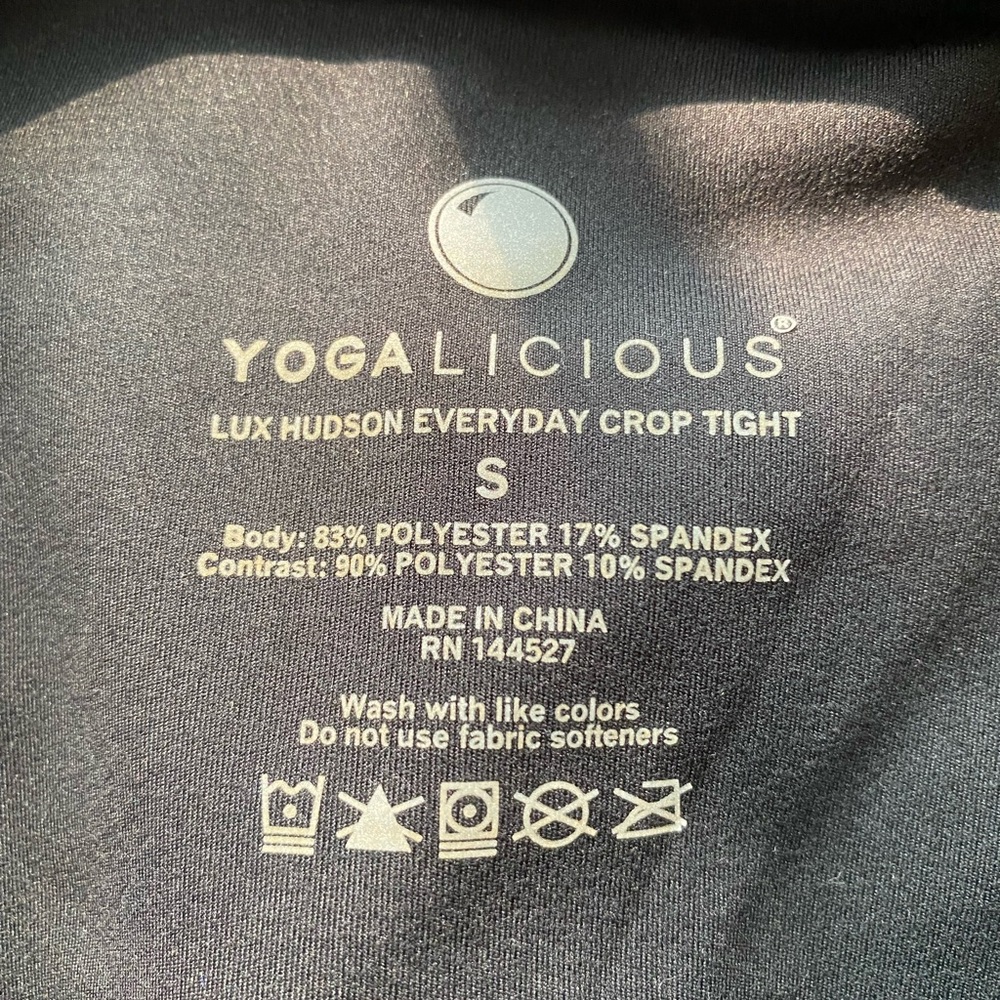 YOGALICIOUS®
LUX HUDSON EVERYDAY CROP TIGHT
S
Body: 83% POLYESTER 17% SPANDEX
Contrast: 90% POLYESTER 10% SPANDEX
MADE IN CHINA
RN 144527
Wash with like colors
Do not use fabric softeners